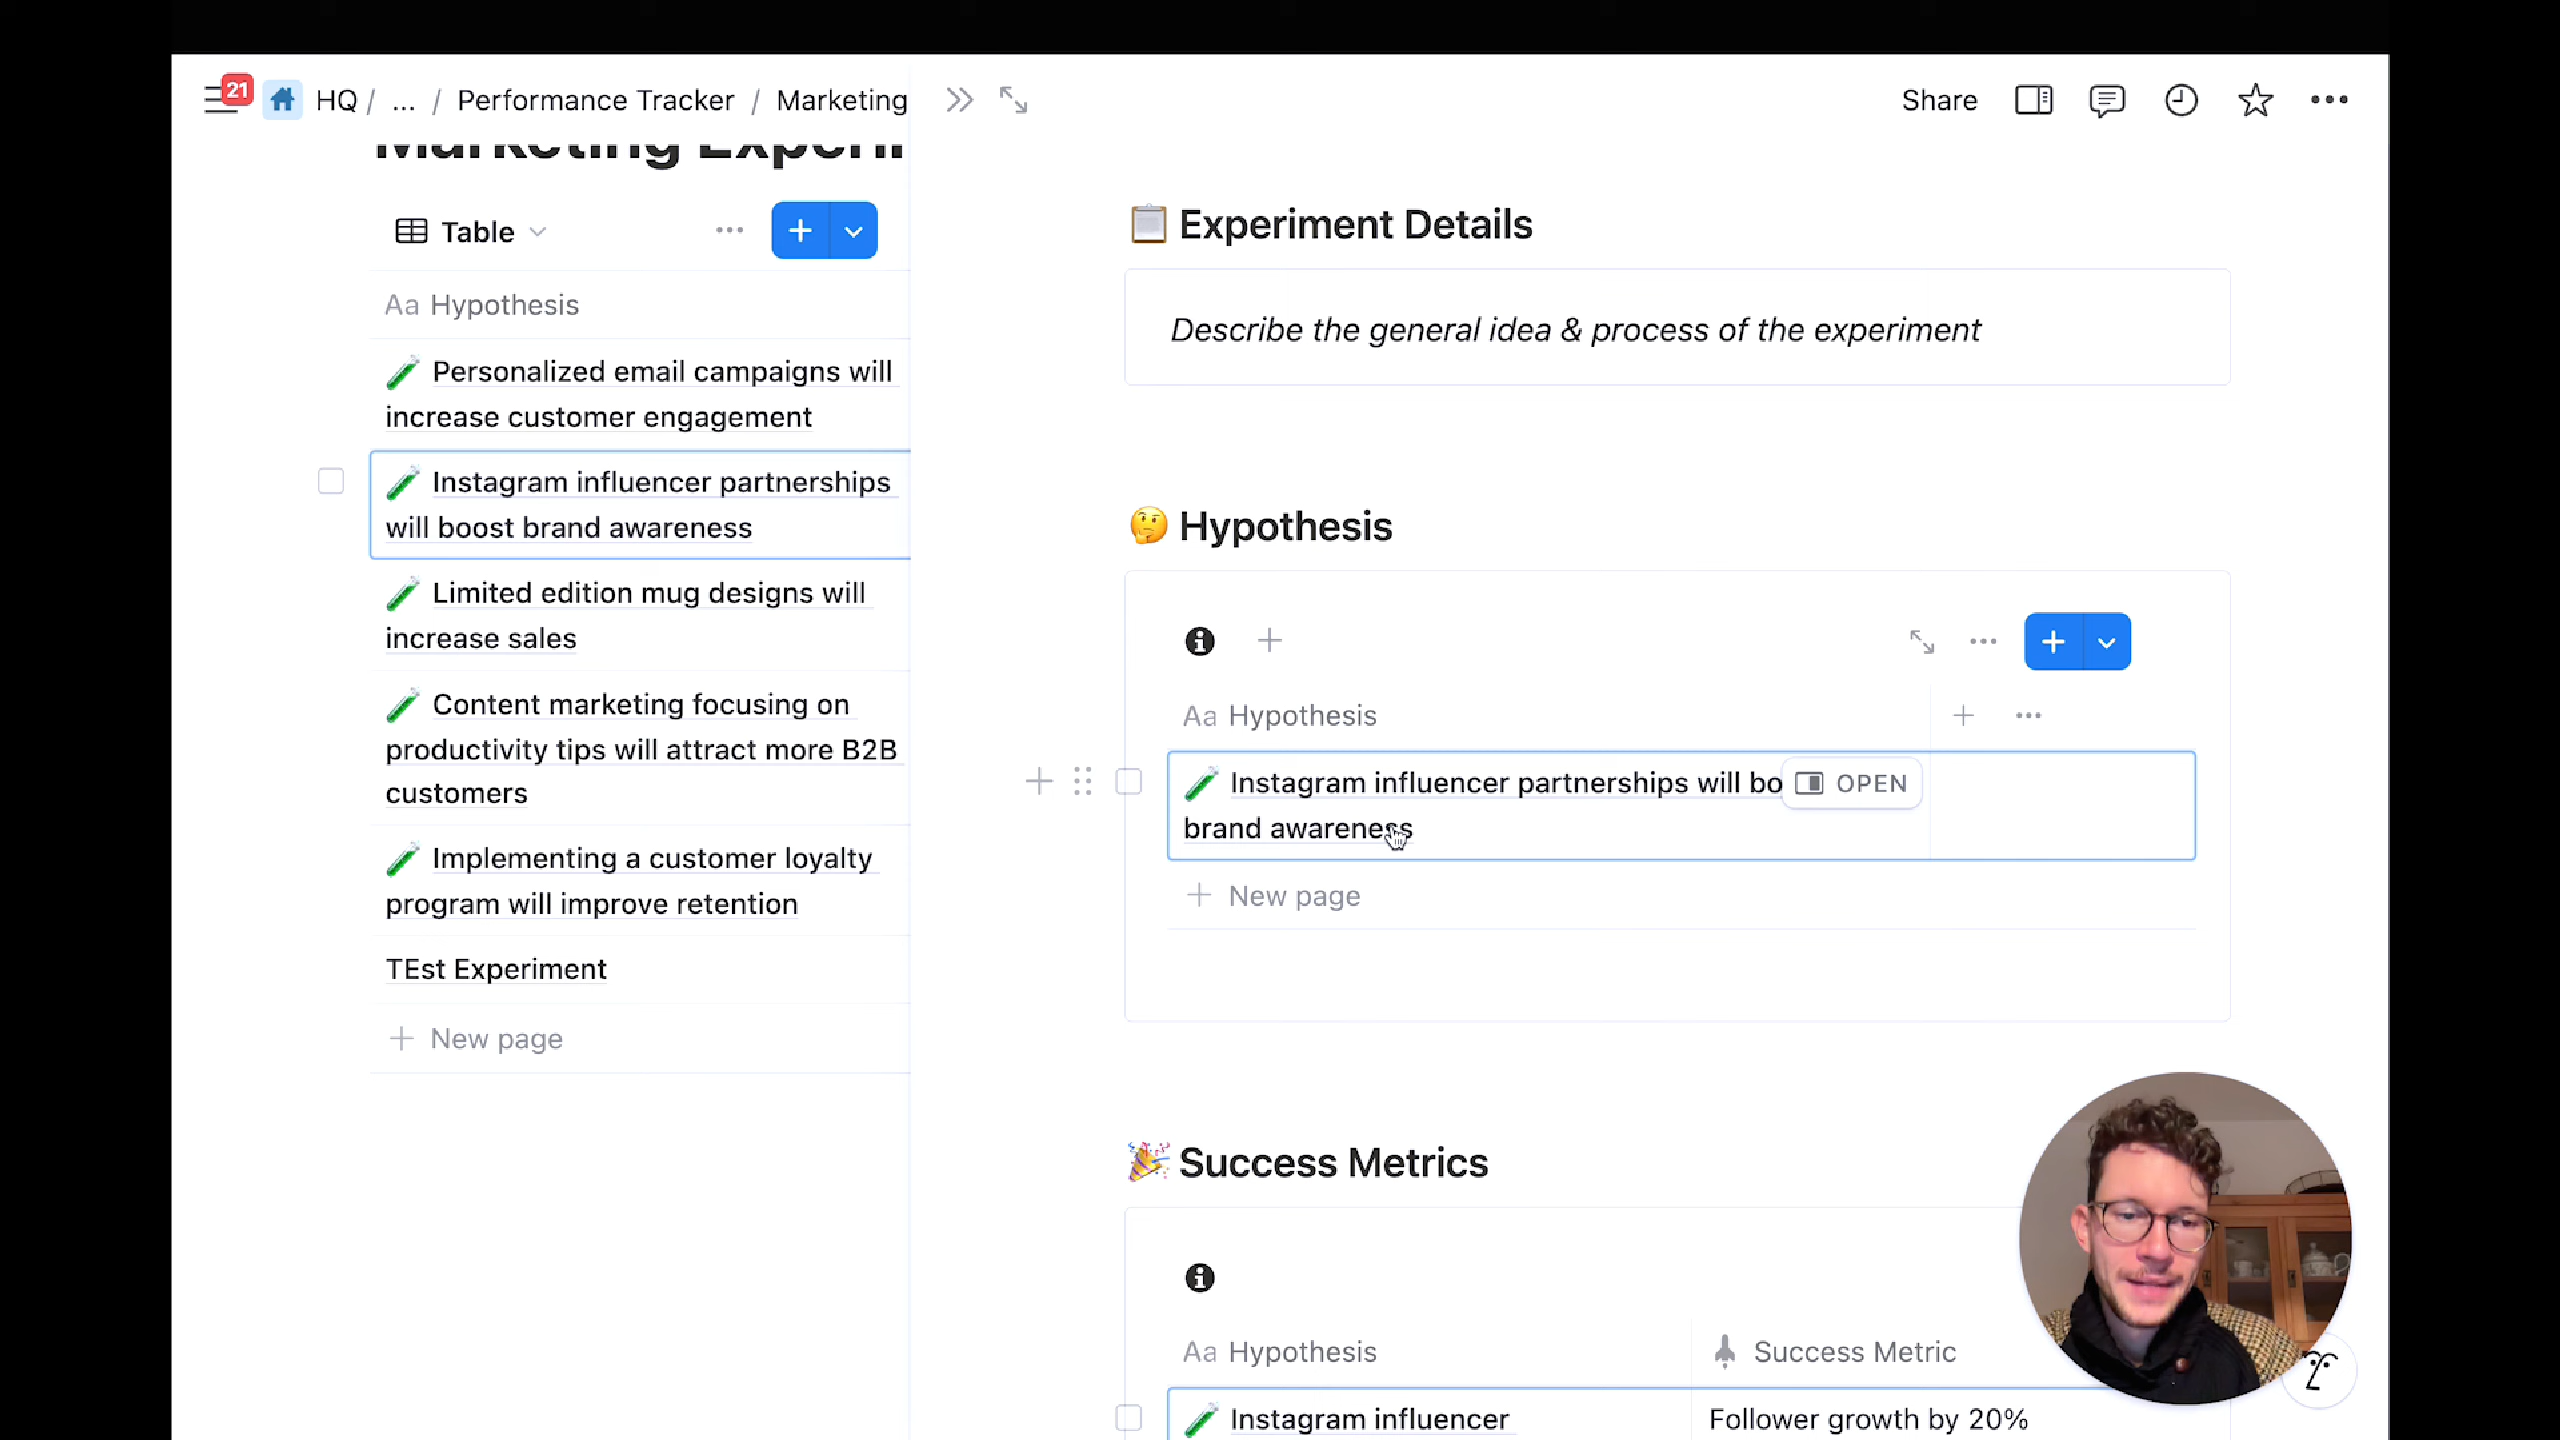 21
HQ / ... / Performance Tracker / Marketing
Share
Marketing Experi
Table
Aa Hypothesis
Personalized email campaigns will
increase customer engagement
Instagram influencer partnerships
will boost brand awareness
Limited edition mug designs will
increase sales
Content marketing focusing on
productivity tips will attract more B2B
customers
Implementing a customer loyalty
program will improve retention
TEst Experiment
New page
Experiment Details
Describe the general idea & process of the experiment
Hypothesis
Aa Hypothesis
Instagram influencer partnerships will bo
OPEN
brand awareness
New page
Success Metrics
Aa Hypothesis
Success Metric
Instagram influencer
Follower growth by 20%